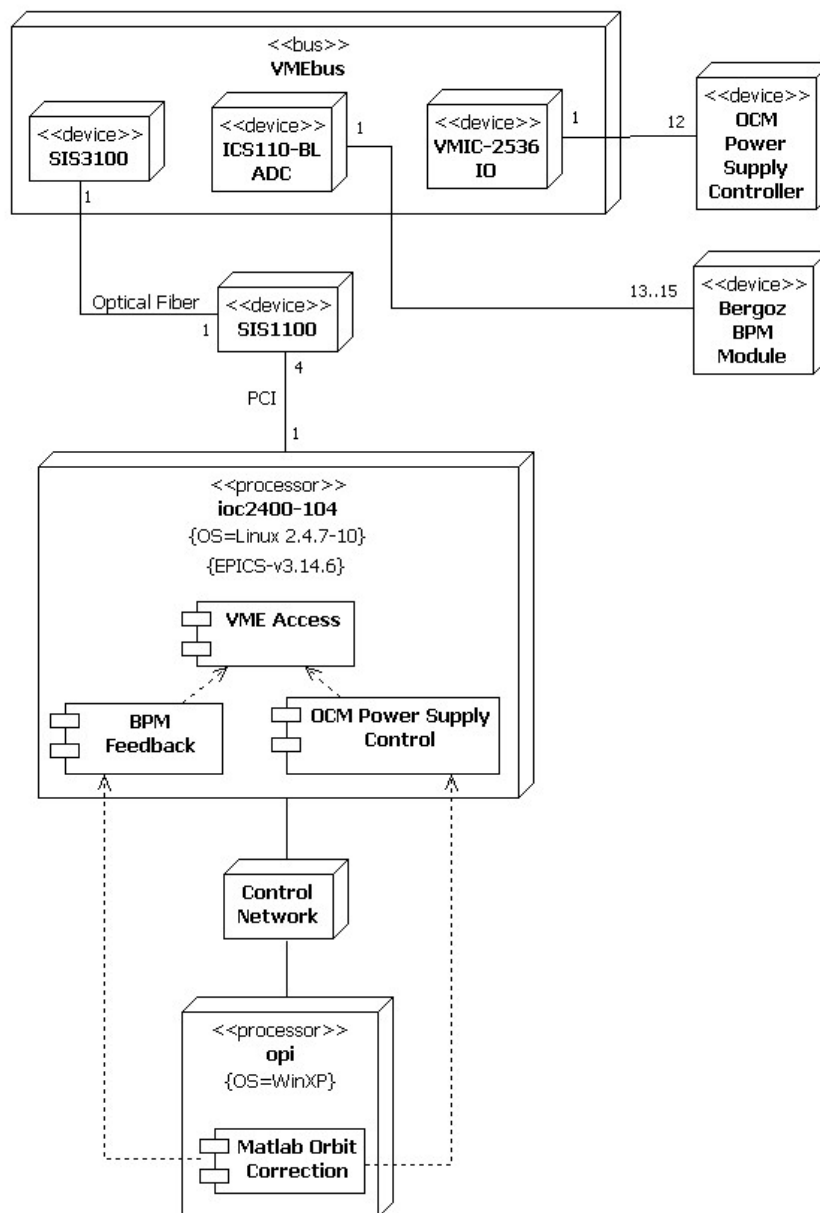 <<bus>>
VMEbus
<<device>>
SIS3100
1
<<device>>
ICS110-BL
ADC
1
<<device>>
VMIC-2536
IO
1
12
<<device>>
OCM
Power
Supply
Controller
Optical Fiber
1
<<device>>
SIS1100
13..15
<<device>>
Bergoz
BPM
Module
4
PCI
1
<<processor>>
ioc2400-104
{OS=Linux 2.4.7-10}
{EPICS-v3.14.6}
VME Access
BPM
Feedback
OCM Power Supply
Control
Control
Network
<<processor>>
opi
{OS=WinXP}
Matlab Orbit
Correction